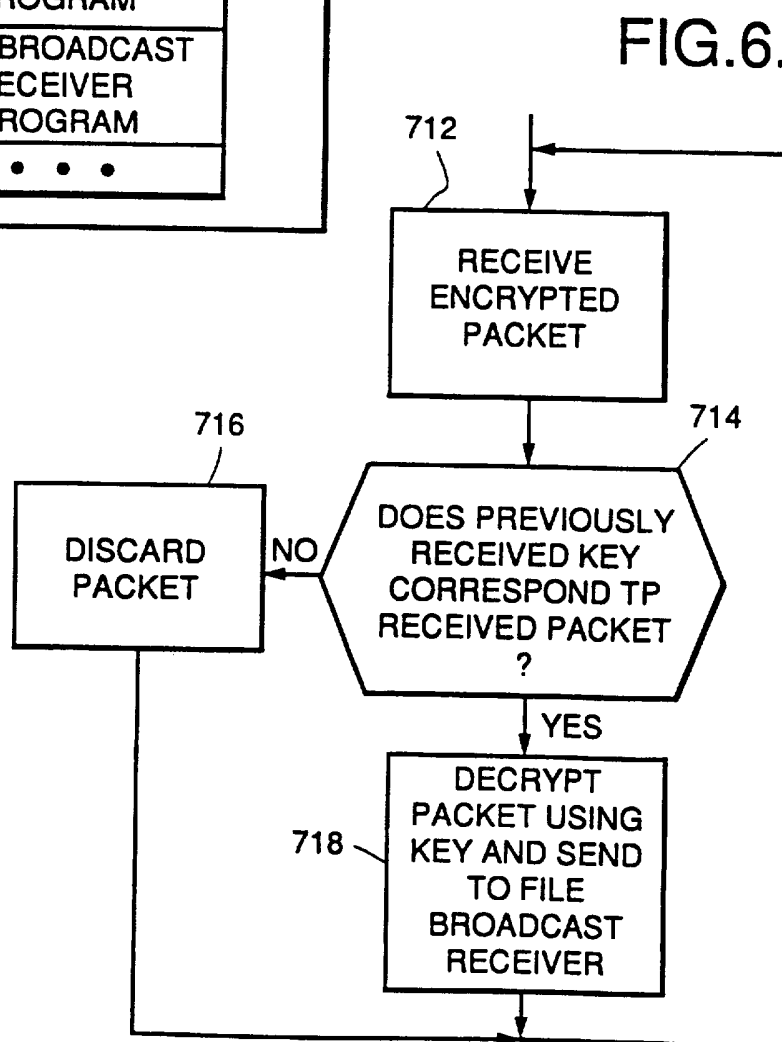 ROGRAM
BROADCAST
ECEIVER
ROGRAM
FIG.6.
712
RECEIVE
ENCRYPTED
PACKET
716
714
DISCARD
PACKET
NO
DOES PREVIOUSLY
RECEIVED KEY
CORRESPOND TP
RECEIVED PACKET
?
YES
718
DECRYPT
PACKET USING
KEY AND SEND
TO FILE
BROADCAST
RECEIVER